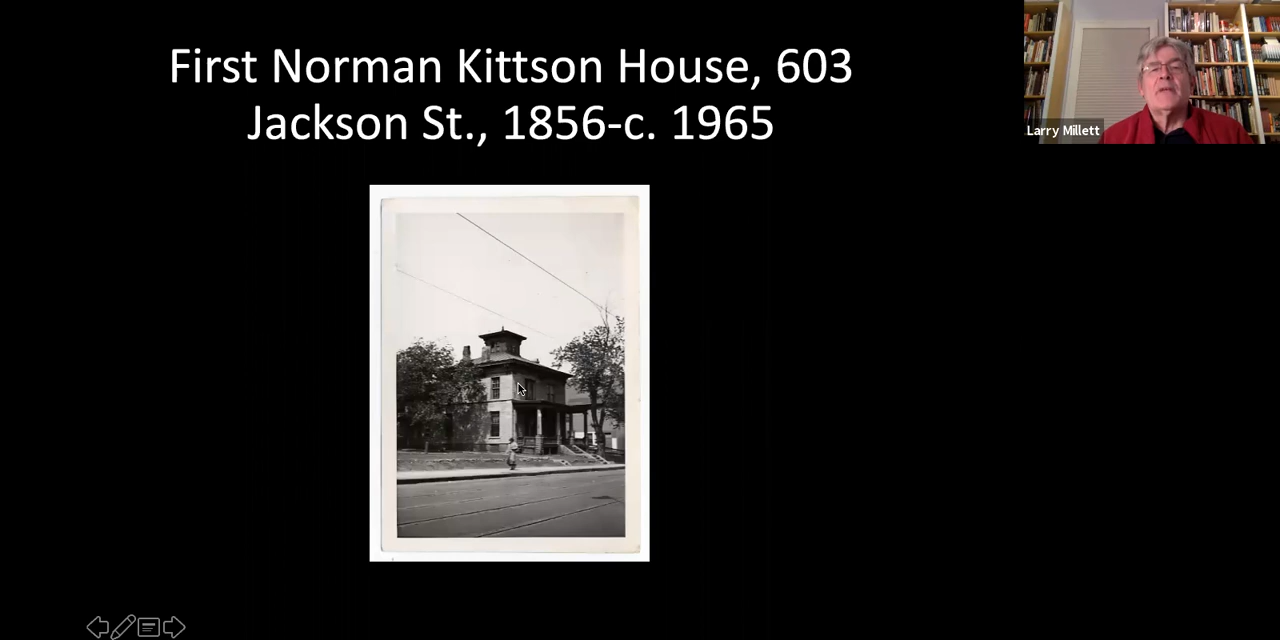 First Norman Kittson House, 603
Jackson St., 1856-c. 1965
Larry Millett